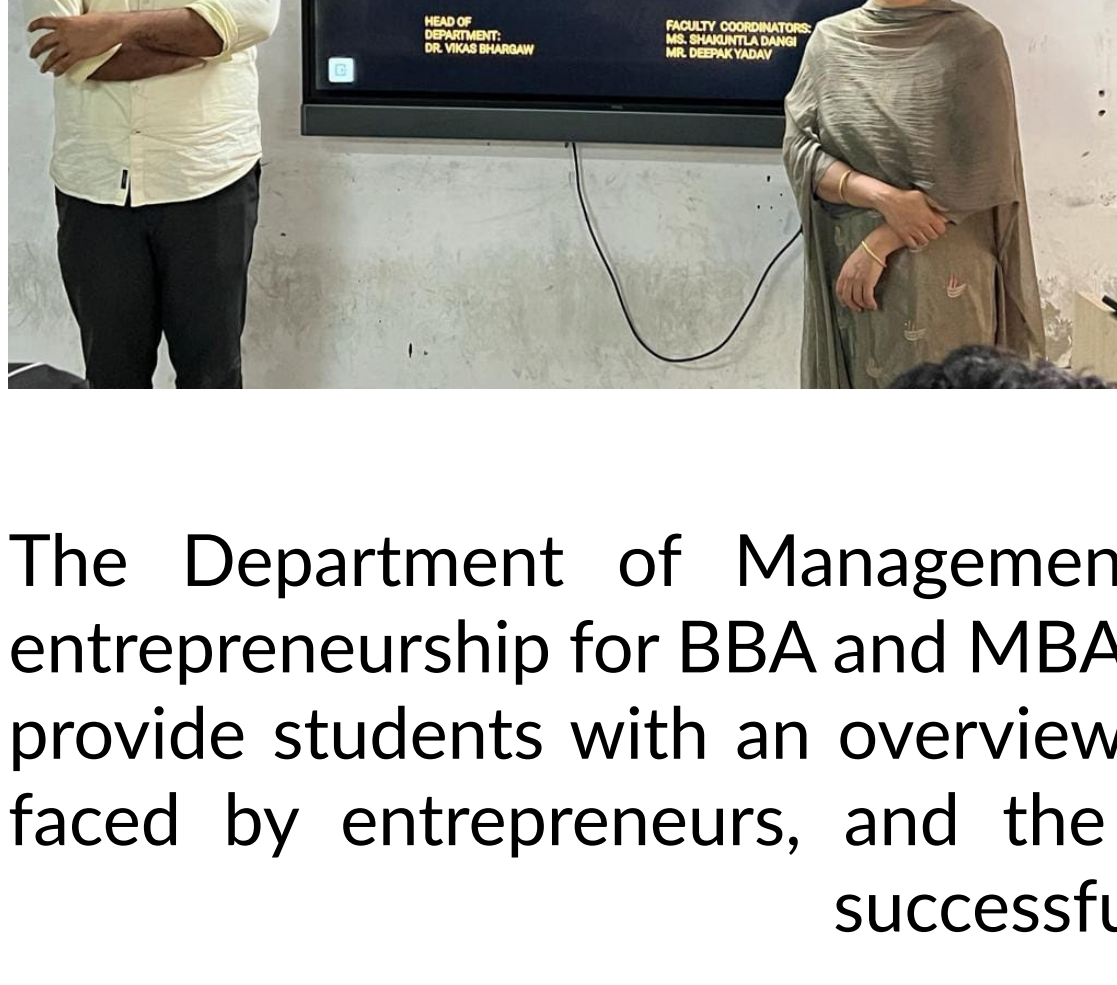 HEAD OF
DEPARTMENT:
DR. VIKAS BHARGAW
FACULTY COORDINATORS:
MS. SHAKUNTLA DANGI
MR. DEEPAK YADAV
The Department of Managemen
entrepreneurship for BBA and MBA
provide students with an overview
faced by entrepreneurs, and the
successfu